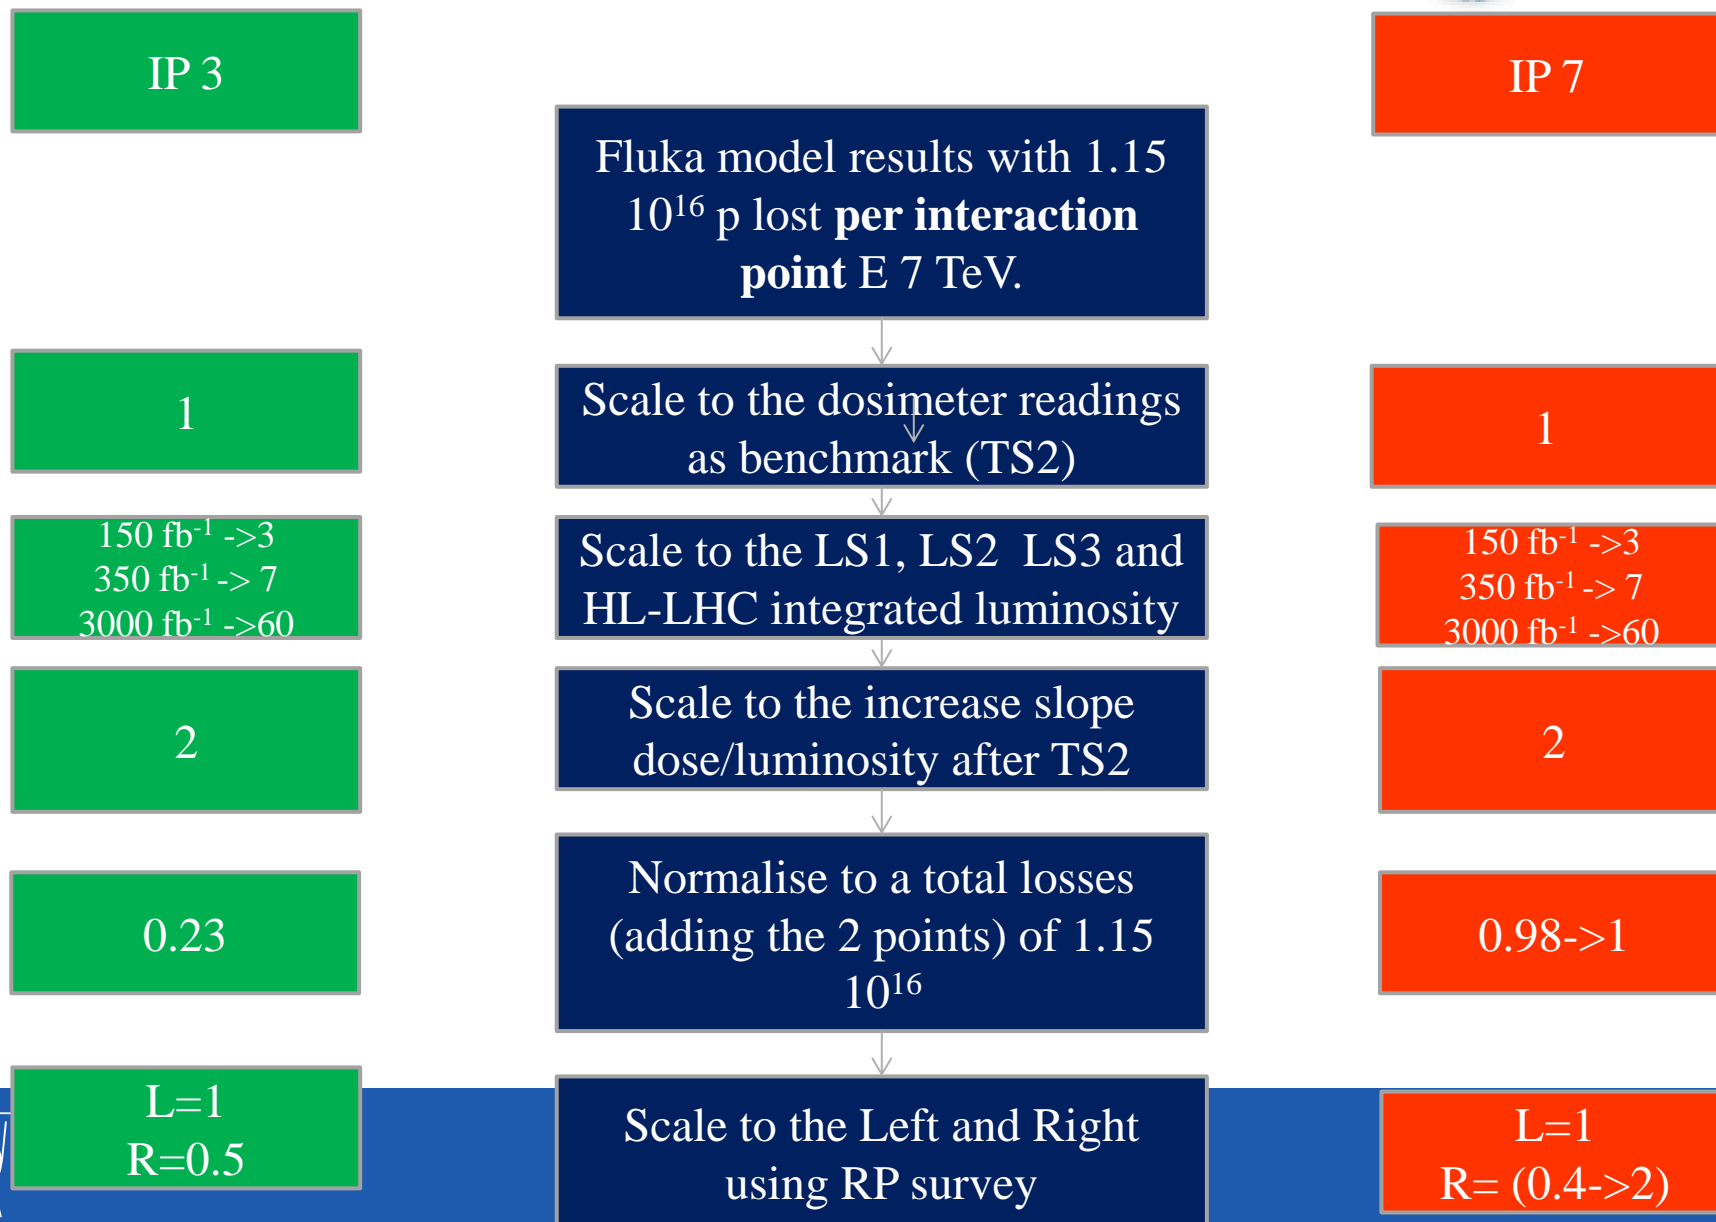 IP 3
IP 7
Fluka model results with 1.15
10¹⁶ p lost per interaction
point E 7 TeV.
1
Scale to the dosimeter readings
as benchmark (TS2)
1
150 fb⁻¹ ->3
350 fb⁻¹ -> 7
3000 fb⁻¹ ->60
Scale to the LS1, LS2 LS3 and
HL-LHC integrated luminosity
150 fb⁻¹ ->3
350 fb⁻¹ -> 7
3000 fb⁻¹ ->60
2
Scale to the increase slope
dose/luminosity after TS2
2
0.23
Normalise to a total losses
(adding the 2 points) of 1.15
10¹⁶
0.98->1
L=1
R=0.5
Scale to the Left and Right
using RP survey
L=1
R= (0.4->2)